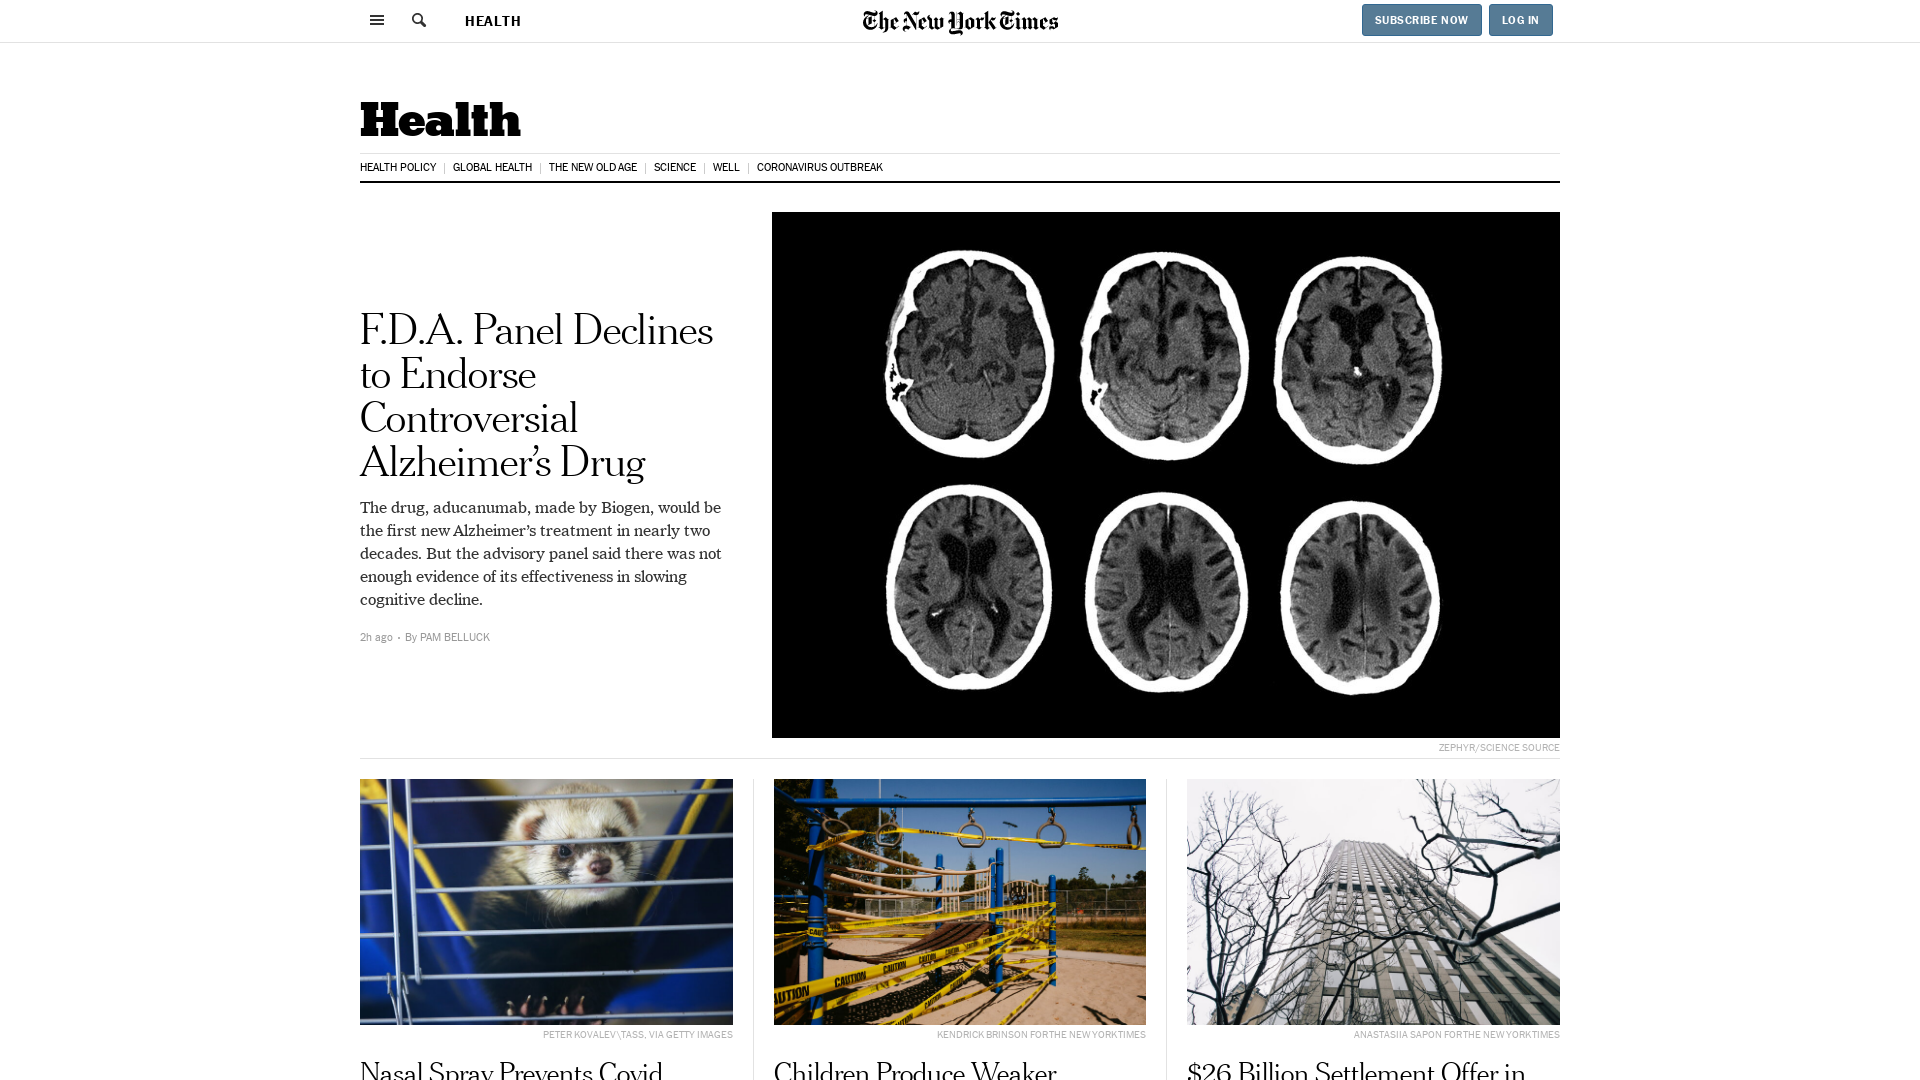 HEALTH
The New York Times
SUBSCRIBE NOW
LOG IN
Health
HEALTH POLICY
GLOBAL HEALTH
THE NEW OLD AGE
SCIENCE
WELL
CORONAVIRUS OUTBREAK
F.D.A. Panel Declines
to Endorse
Controversial
Alzheimer’s Drug
The drug, aducanumab, made by Biogen, would be
the first new Alzheimer’s treatment in nearly two
decades. But the advisory panel said there was not
enough evidence of its effectiveness in slowing
cognitive decline.
2h ago • By PAM BELLUCK
ZEPHYR/SCIENCE SOURCE
CAUTION
CAUTION
CAUTION
CAUTION
PETER KOVALEV\TASS, VIA GETTY IMAGES
KENDRICK BRINSON FOR THE NEW YORK TIMES
ANASTASIIA SAPON FOR THE NEW YORK TIMES
Nasal Spray Prevents Covid
Children Produce Weaker
$26 Billion Settlement Offer in